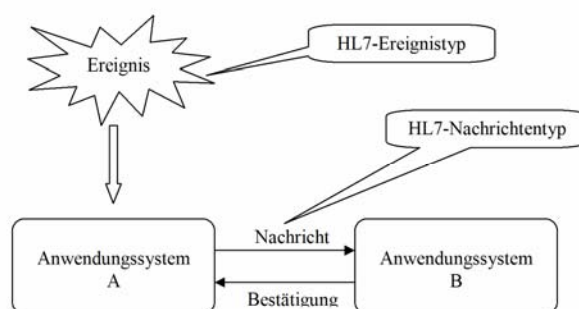 HL7-Ereignistyp
Ereignis
HL7-Nachrichtentyp
Nachricht
Anwendungssystem
A
Anwendungssystem
B
Bestätigung